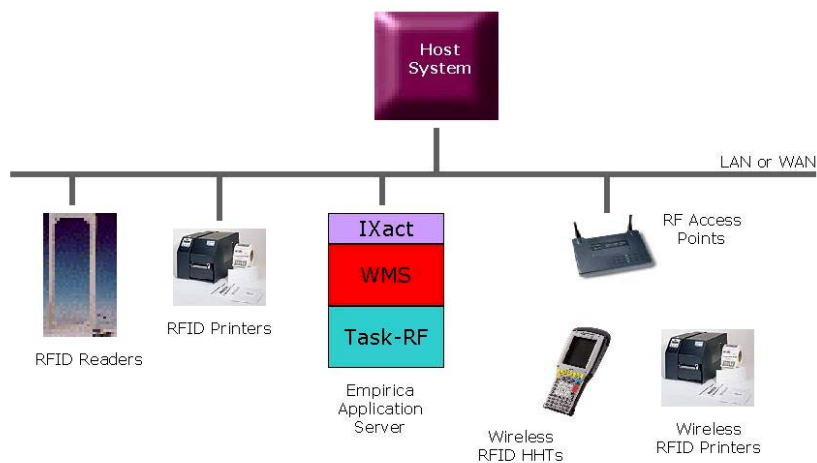 Host
System
LAN or WAN
IXact
WMS
Task-RF
RF Access
Points
RFID Printers
RFID Readers
Empirica
Application
Server
Wireless
RFID HHTs
Wireless
RFID Printers